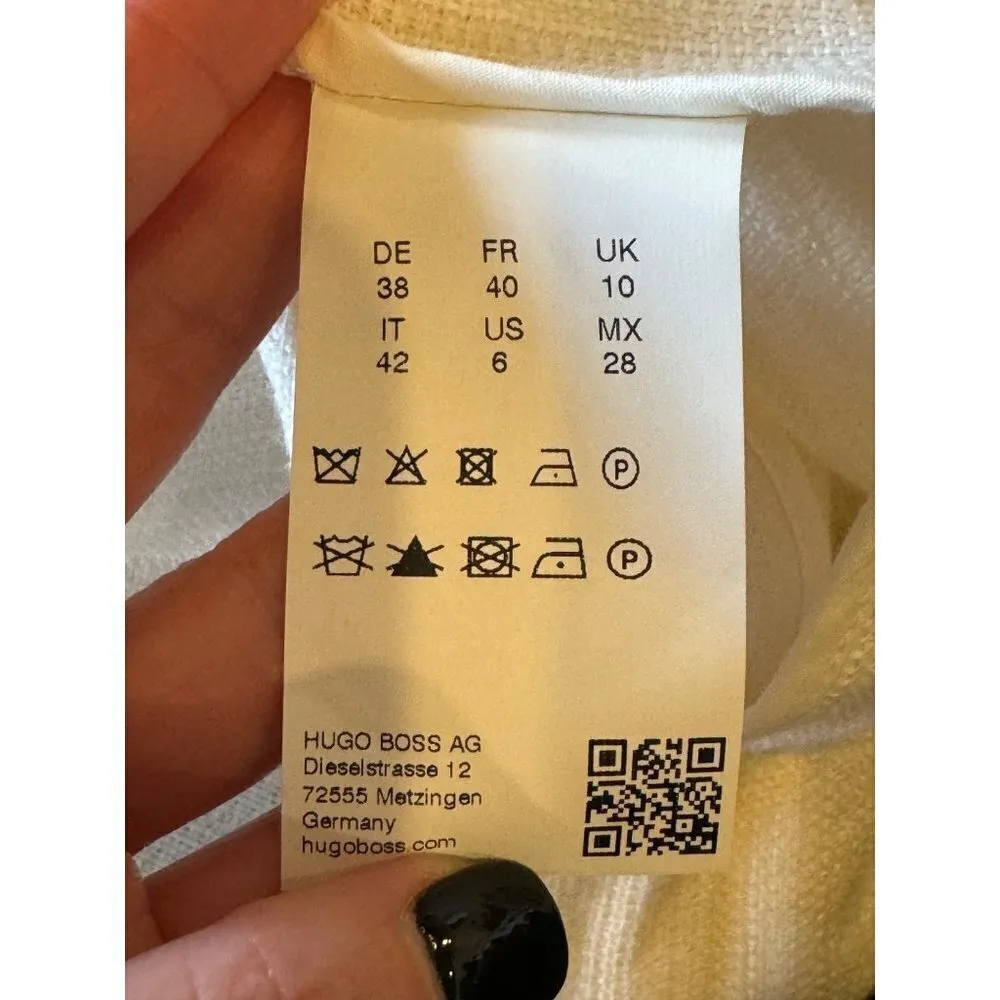 DE FR UK
38 40 10
IT US MX
42 6 28
P
P
HUGO BOSS AG
Dieselstrasse 12
72555 Metzingen
Germany
hugoboss.com